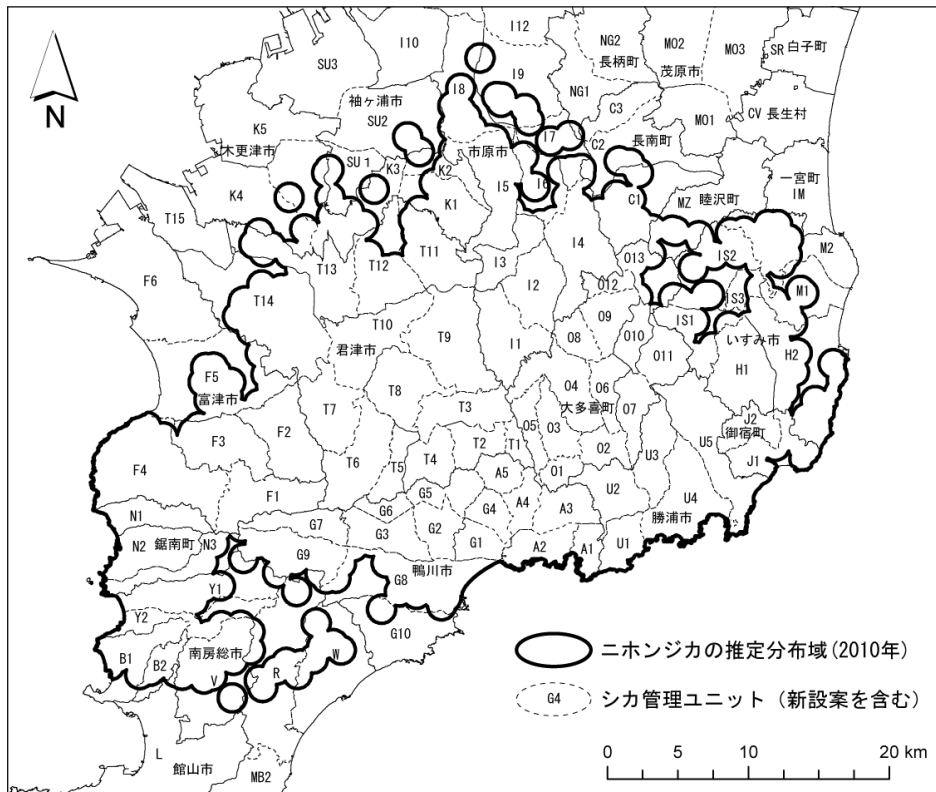 I12
I10
NG2
MO2
MO3
SR 白子町
SU3
長柄町
茂原市
I9
I8
NG1
袖ヶ浦市
C3
SU2
MO1
CV 長生村
K5
I7
長南町
木更津市
C2
市原市
SU1
K3
K2
一宮町
IM
I6
I5
K4
C1
MZ
睦沢町
K1
T15
I4
M2
T11
IS2
O13
F6
I3
T13
T12
O12
M1
I2
IS3
T14
O9
IS1
T10
いすみ市
君津市
T9
O8
O10
I1
H2
O11
H1
F5
T8
O4
O6
富津市
大多喜町
T7
T3
O7
J2
O5
O3
御宿町
F3
F2
T2
T1
U5
O2
U3
J1
T6
T4
F4
T5
A5
O1
U2
F1
G5
U4
N1
G6
G4
A4
A3
勝浦市
G7
G3
G2
N2
鋸南町
N3
G1
A2
A1
U1
G9
鴨川市
Y1
G8
Y2
G10
南房総市
W
B1
B2
V
R
L
館山市
MB2
N
ニホンジカの推定分布域(2010年)
G4
シカ管理ユニット（新設案を含む）
0 5 10 20 km